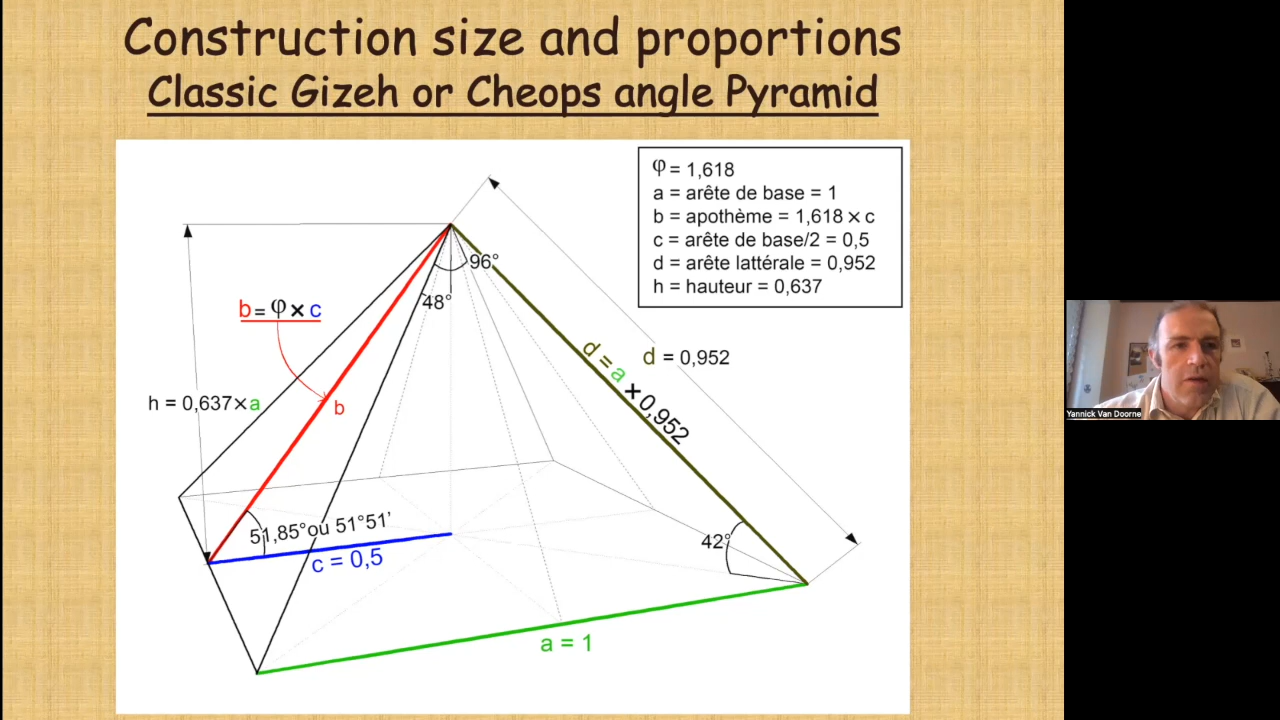 Construction size and proportions
Classic Gizeh or Cheops angle Pyramid
φ = 1,618
a = arête de base = 1
b = apothème = 1,618 × c
c = arête de base/2 = 0,5
d = arête lattérale = 0,952
h = hauteur = 0,637
96°
48°
b = φ × c
d = 0,952
d = a × 0,952
h = 0,637×a
b
51,85° ou 51°51'
c = 0,5
42°
a = 1
Yannick Van Doorne